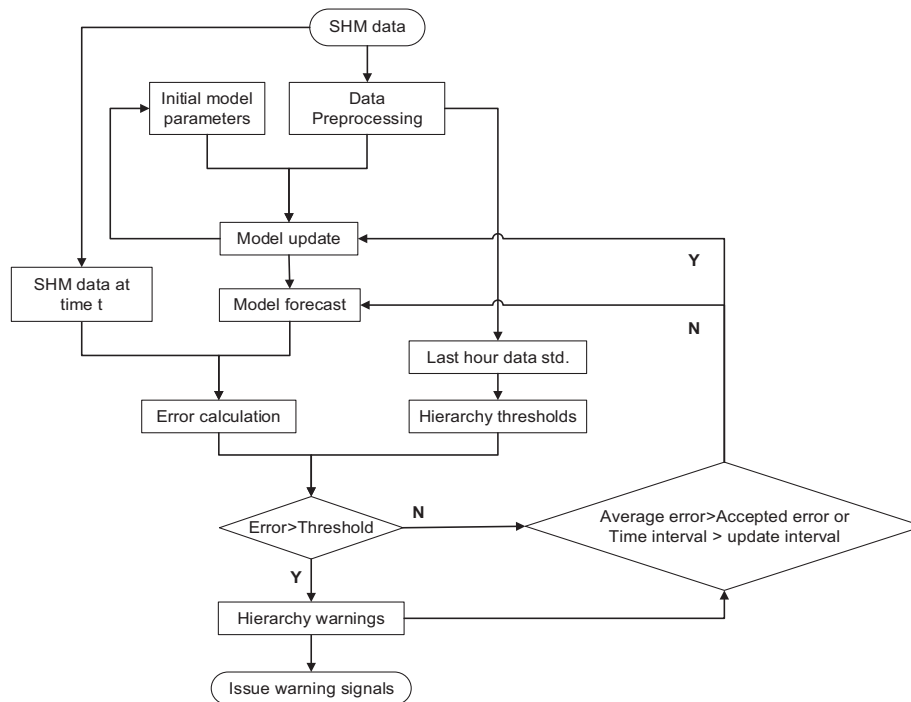 SHM data
Initial model
parameters
Data
Preprocessing
Model update
Y
SHM data at
time t
Model forecast
N
Last hour data std.
Error calculation
Hierarchy thresholds
Error>Threshold
N
Average error>Accepted error or
Time interval > update interval
Y
Hierarchy warnings
Issue warning signals